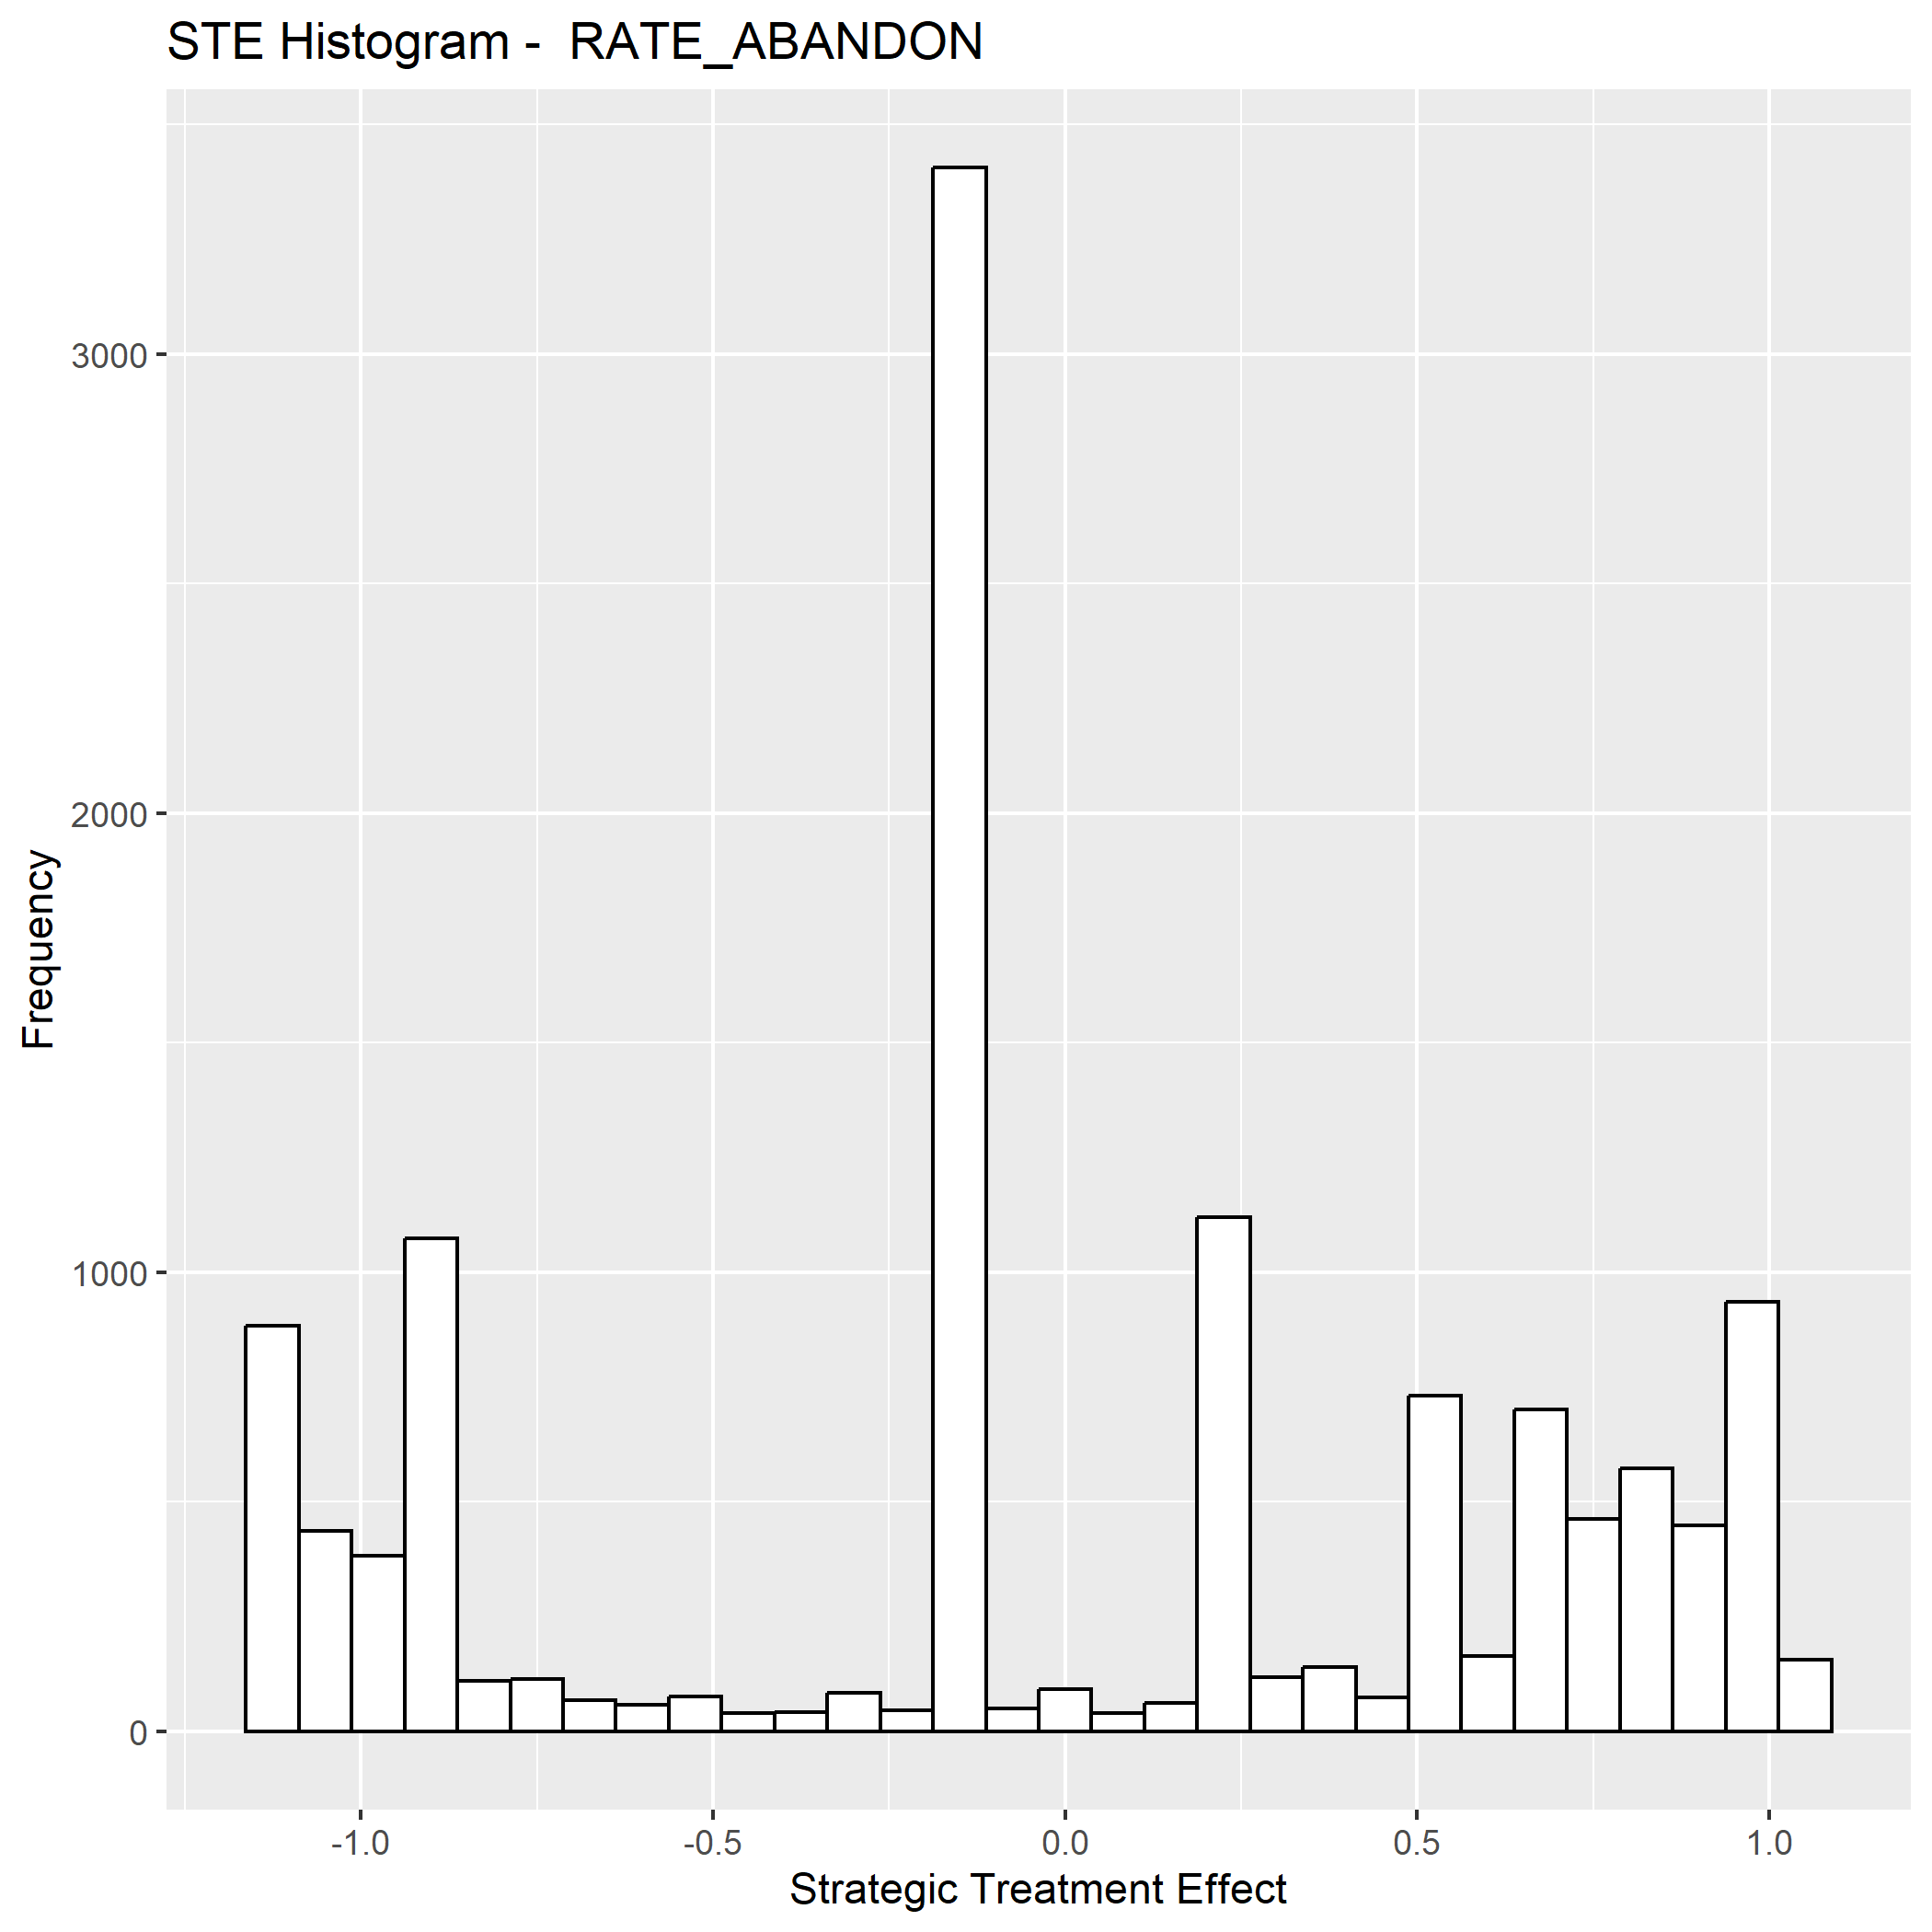 STE Histogram -  RATE_ABANDON
Frequency
3000
2000
1000
0
-1.0 -0.5 0.0 0.5 1.0
Strategic Treatment Effect